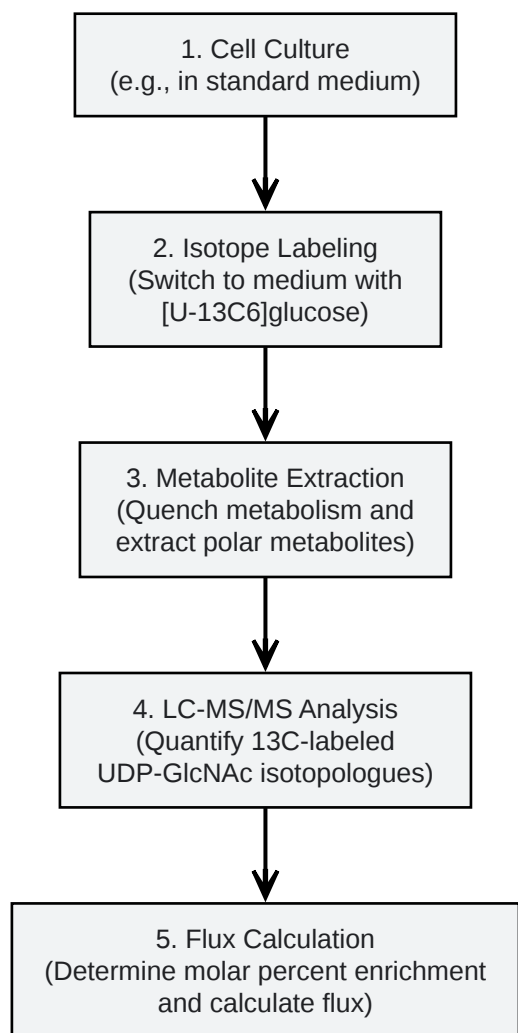 1. Cell Culture
(e.g., in standard medium)
2. Isotope Labeling
(Switch to medium with
[U-13C6]glucose)
3. Metabolite Extraction
(Quench metabolism and
extract polar metabolites)
4. LC-MS/MS Analysis
(Quantify 13C-labeled
UDP-GlcNAc isotopologues)
5. Flux Calculation
(Determine molar percent enrichment
and calculate flux)